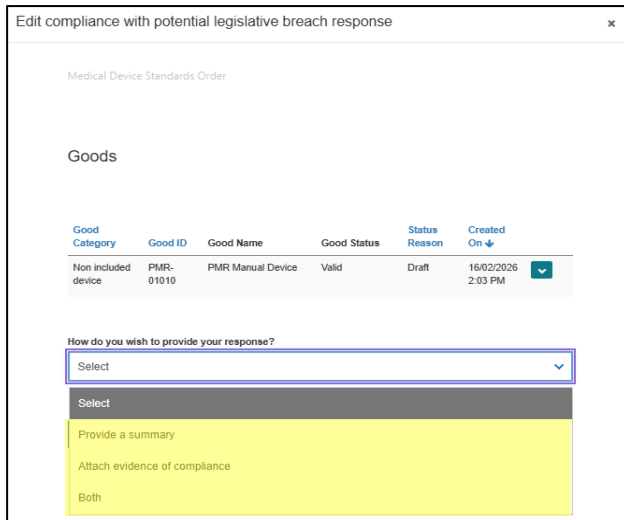 Edit compliance with potential legislative breach response ×
Medical Device Standards Order
Goods
Good Category Good ID Good Name Good Status Status Reason Created On
Non included device PMR-01010 PMR Manual Device Valid Draft 16/02/2026 2:03 PM
How do you wish to provide your response?
Select
Select
Provide a summary
Attach evidence of compliance
Both